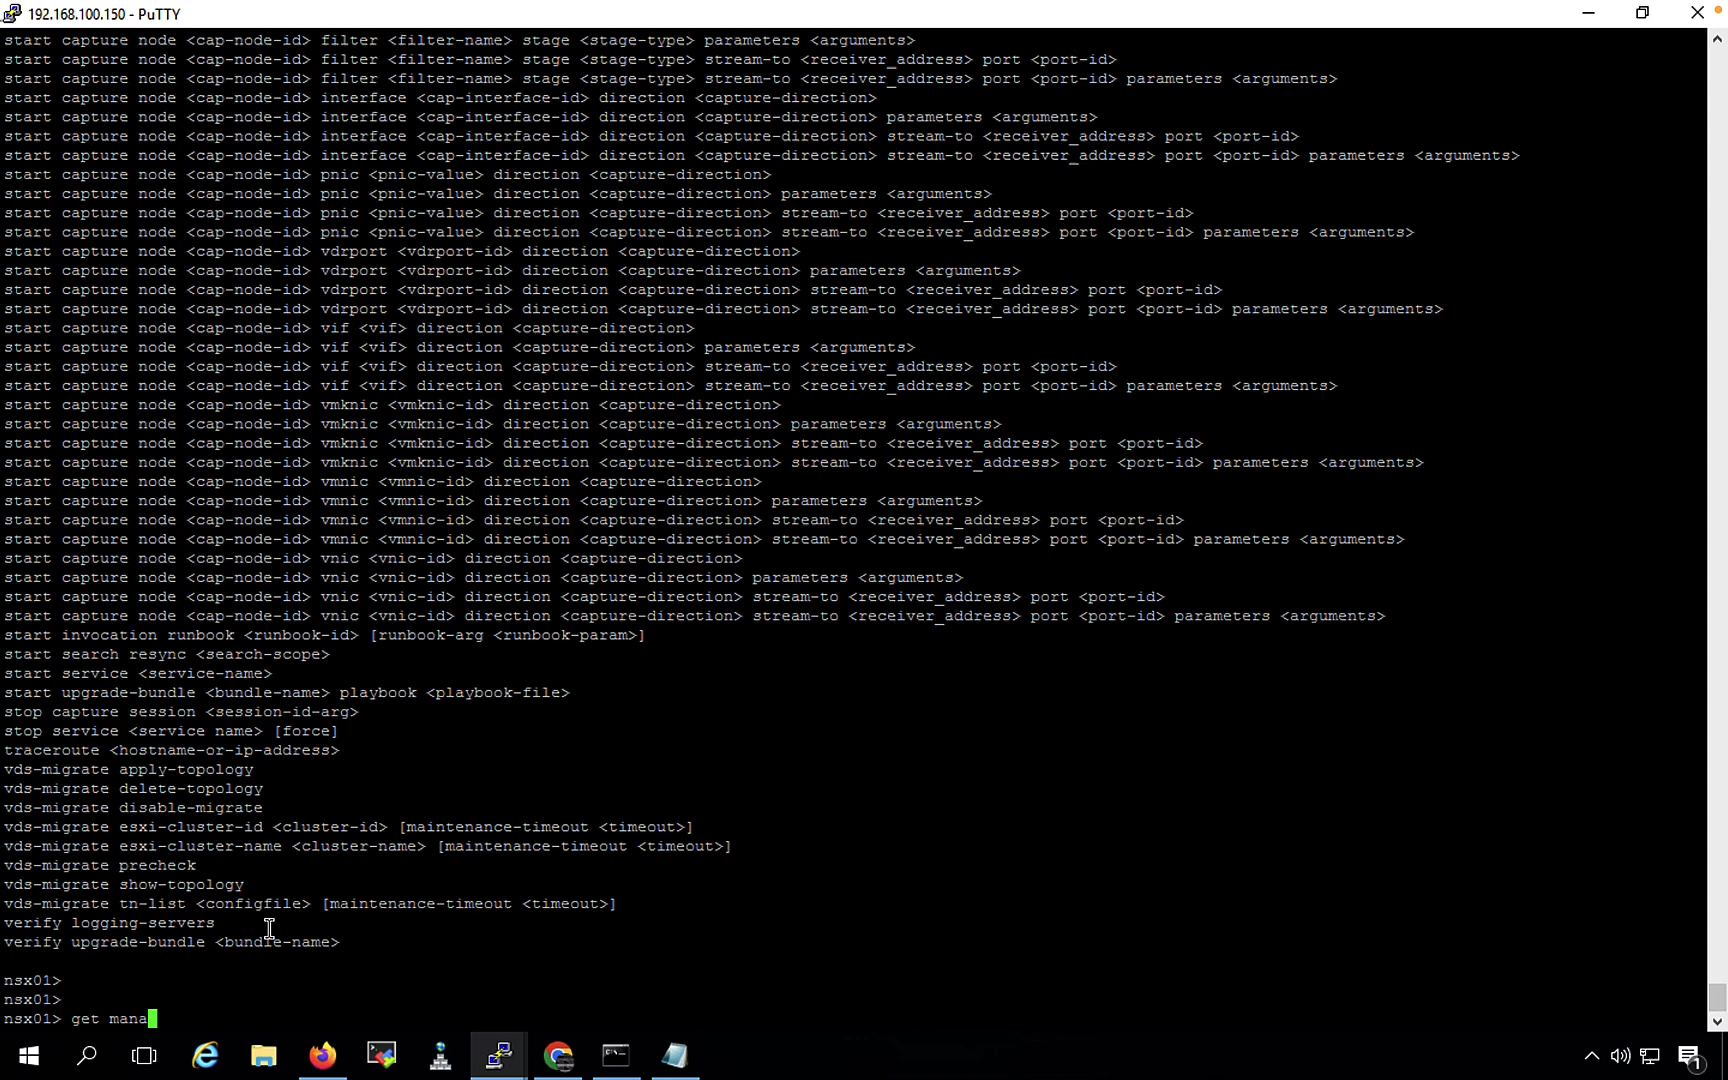 192.168.100.150 - PuTTY
start capture node <cap-node-id> filter <filter-name> stage <stage-type> parameters <arguments>
start capture node <cap-node-id> filter <filter-name> stage <stage-type> stream-to <receiver_address> port <port-id>
start capture node <cap-node-id> filter <filter-name> stage <stage-type> stream-to <receiver_address> port <port-id> parameters <arguments>
start capture node <cap-node-id> interface <cap-interface-id> direction <capture-direction>
start capture node <cap-node-id> interface <cap-interface-id> direction <capture-direction> parameters <arguments>
start capture node <cap-node-id> interface <cap-interface-id> direction <capture-direction> stream-to <receiver_address> port <port-id>
start capture node <cap-node-id> interface <cap-interface-id> direction <capture-direction> stream-to <receiver_address> port <port-id> parameters <arguments>
start capture node <cap-node-id> pnic <pnic-value> direction <capture-direction>
start capture node <cap-node-id> pnic <pnic-value> direction <capture-direction> parameters <arguments>
start capture node <cap-node-id> pnic <pnic-value> direction <capture-direction> stream-to <receiver_address> port <port-id>
start capture node <cap-node-id> pnic <pnic-value> direction <capture-direction> stream-to <receiver_address> port <port-id> parameters <arguments>
start capture node <cap-node-id> vdrport <vdrport-id> direction <capture-direction>
start capture node <cap-node-id> vdrport <vdrport-id> direction <capture-direction> parameters <arguments>
start capture node <cap-node-id> vdrport <vdrport-id> direction <capture-direction> stream-to <receiver_address> port <port-id>
start capture node <cap-node-id> vdrport <vdrport-id> direction <capture-direction> stream-to <receiver_address> port <port-id> parameters <arguments>
start capture node <cap-node-id> vif <vif> direction <capture-direction>
start capture node <cap-node-id> vif <vif> direction <capture-direction> parameters <arguments>
start capture node <cap-node-id> vif <vif> direction <capture-direction> stream-to <receiver_address> port <port-id>
start capture node <cap-node-id> vif <vif> direction <capture-direction> stream-to <receiver_address> port <port-id> parameters <arguments>
start capture node <cap-node-id> vmknic <vmknic-id> direction <capture-direction>
start capture node <cap-node-id> vmknic <vmknic-id> direction <capture-direction> parameters <arguments>
start capture node <cap-node-id> vmknic <vmknic-id> direction <capture-direction> stream-to <receiver_address> port <port-id>
start capture node <cap-node-id> vmknic <vmknic-id> direction <capture-direction> stream-to <receiver_address> port <port-id> parameters <arguments>
start capture node <cap-node-id> vmnic <vmnic-id> direction <capture-direction>
start capture node <cap-node-id> vmnic <vmnic-id> direction <capture-direction> parameters <arguments>
start capture node <cap-node-id> vmnic <vmnic-id> direction <capture-direction> stream-to <receiver_address> port <port-id>
start capture node <cap-node-id> vmnic <vmnic-id> direction <capture-direction> stream-to <receiver_address> port <port-id> parameters <arguments>
start capture node <cap-node-id> vnic <vnic-id> direction <capture-direction>
start capture node <cap-node-id> vnic <vnic-id> direction <capture-direction> parameters <arguments>
start capture node <cap-node-id> vnic <vnic-id> direction <capture-direction> stream-to <receiver_address> port <port-id>
start capture node <cap-node-id> vnic <vnic-id> direction <capture-direction> stream-to <receiver_address> port <port-id> parameters <arguments>
start invocation runbook <runbook-id> [runbook-arg <runbook-param>]
start search resync <search-scope>
start service <service-name>
start upgrade-bundle <bundle-name> playbook <playbook-file>
stop capture session <session-id-arg>
stop service <service name> [force]
traceroute <hostname-or-ip-address>
vds-migrate apply-topology
vds-migrate delete-topology
vds-migrate disable-migrate
vds-migrate esxi-cluster-id <cluster-id> [maintenance-timeout <timeout>]
vds-migrate esxi-cluster-name <cluster-name> [maintenance-timeout <timeout>]
vds-migrate precheck
vds-migrate show-topology
vds-migrate tn-list <configfile> [maintenance-timeout <timeout>]
verify logging-servers
verify upgrade-bundle <bundle-name>
nsx01>
nsx01>
nsx01> get mana
1